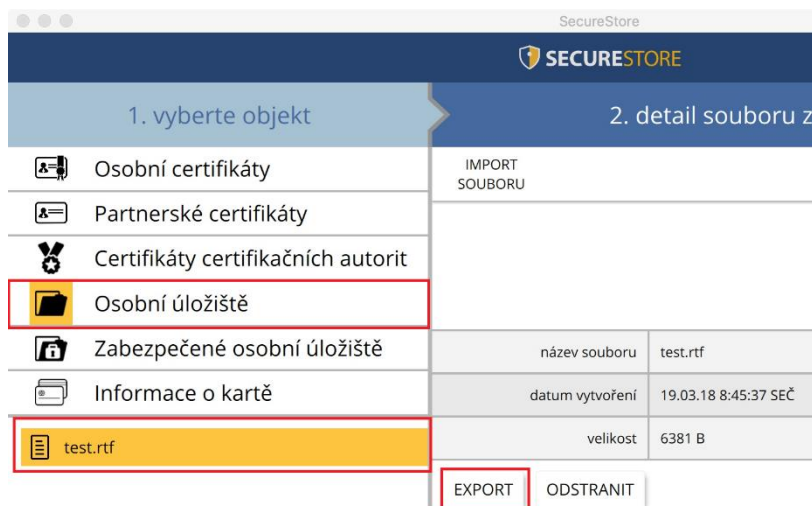 SecureStore
SECURESTORE
1. vyberte objekt
2. detail souboru z
Osobní certifikáty
Partnerské certifikáty
Certifikáty certifikačních autorit
Osobní úložiště
Zabezpečené osobní úložiště
Informace o kartě
test.rtf
IMPORT
SOUBORU
název souboru test.rtf
datum vytvoření 19.03.18 8:45:37 SEČ
velikost 6381 B
EXPORT ODSTRANIT